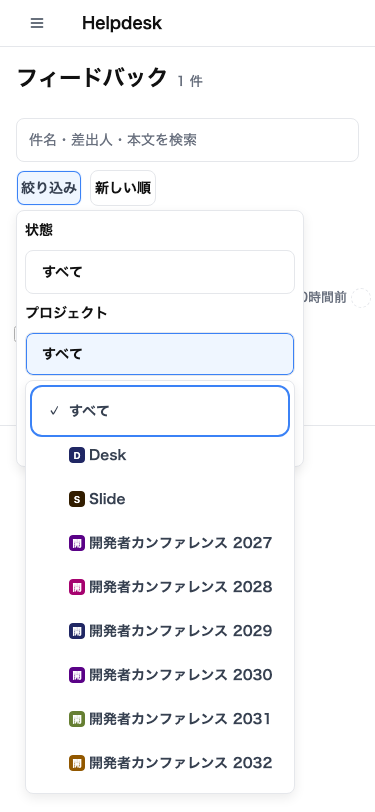 Helpdesk
フィードバック 1 件
件名・差出人・本文を検索
絞り込み 新しい順
状態
すべて
時間前
プロジェクト
すべて
✓ すべて
D Desk
S Slide
開 開発者カンファレンス 2027
開 開発者カンファレンス 2028
開 開発者カンファレンス 2029
開 開発者カンファレンス 2030
開 開発者カンファレンス 2031
開 開発者カンファレンス 2032